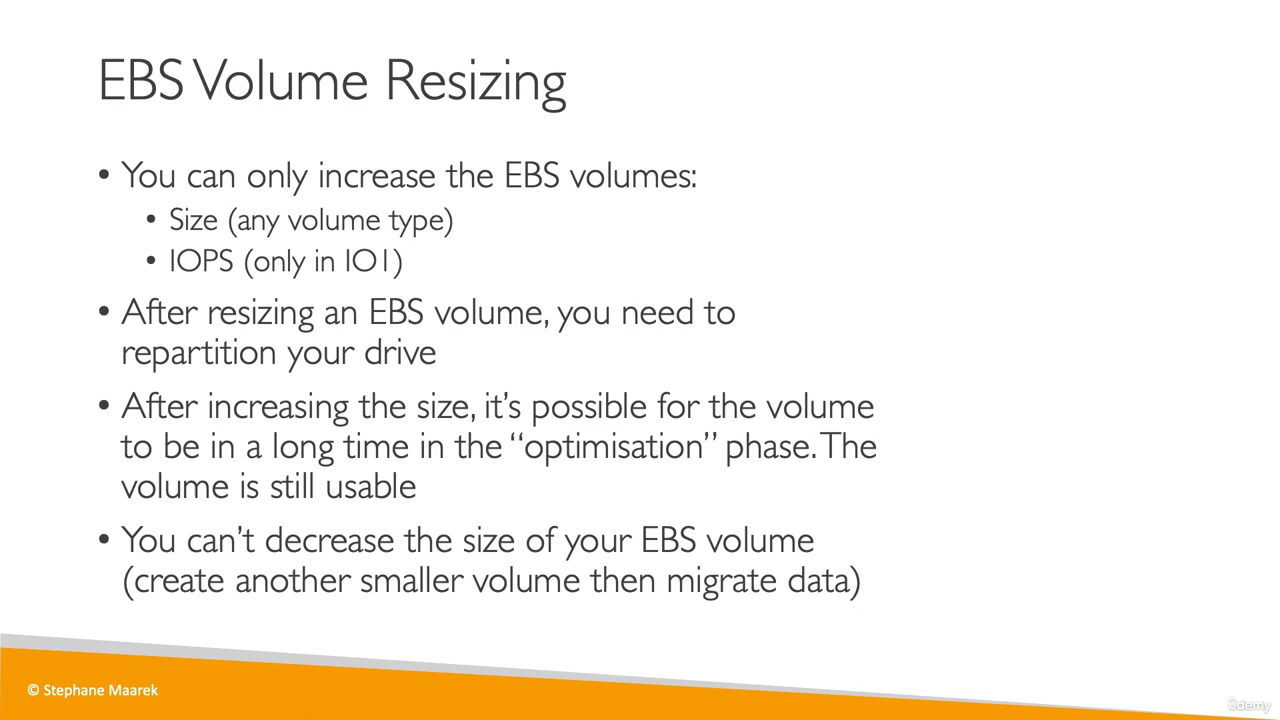 EBS Volume Resizing
• You can only increase the EBS volumes:
• Size (any volume type)
• IOPS (only in IO1)
• After resizing an EBS volume, you need to
repartition your drive
• After increasing the size, it's possible for the volume
to be in a long time in the “optimisation” phase. The
volume is still usable
• You can't decrease the size of your EBS volume
(create another smaller volume then migrate data)
© Stephane Maarek
ûdemy